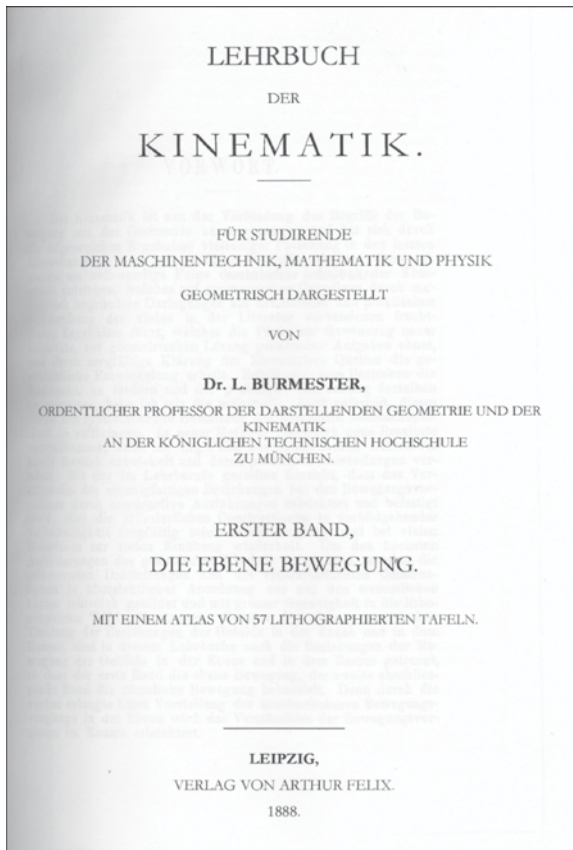 LEHRBUCH
DER
KINEMATIK.
FÜR STUDIRENDE
DER MASCHINENTECHNIK, MATHEMATIK UND PHYSIK
GEOMETRISCH DARGESTELLT
VON
Dr. L. BURMESTER,
ORDENTLICHER PROFESSOR DER DARSTELLENDEN GEOMETRIE UND DER
KINEMATIK
AN DER KÖNIGLICHEN TECHNISCHEN HOCHSCHULE
ZU MÜNCHEN.
ERSTER BAND,
DIE EBENE BEWEGUNG.
MIT EINEM ATLAS VON 57 LITHOGRAPHIERTEN TAFELN.
LEIPZIG,
VERLAG VON ARTHUR FELIX.
1888.